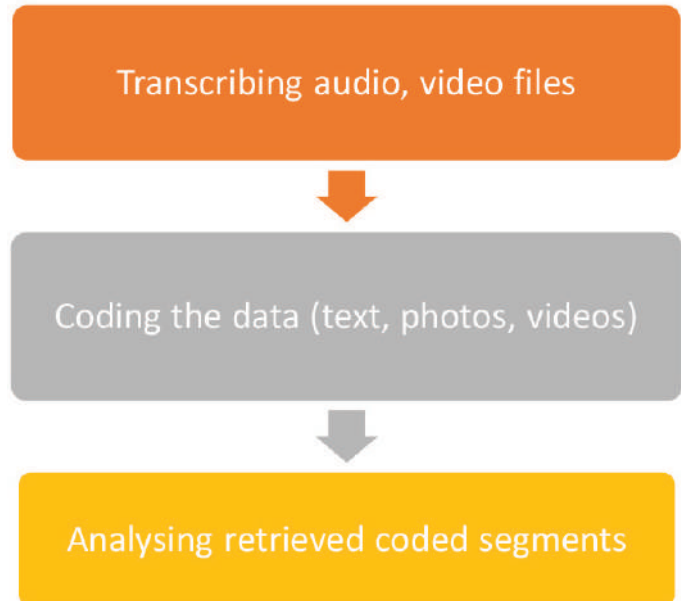 Transcribing audio, video files
Coding the data (text, photos, videos)
Analysing retrieved coded segments